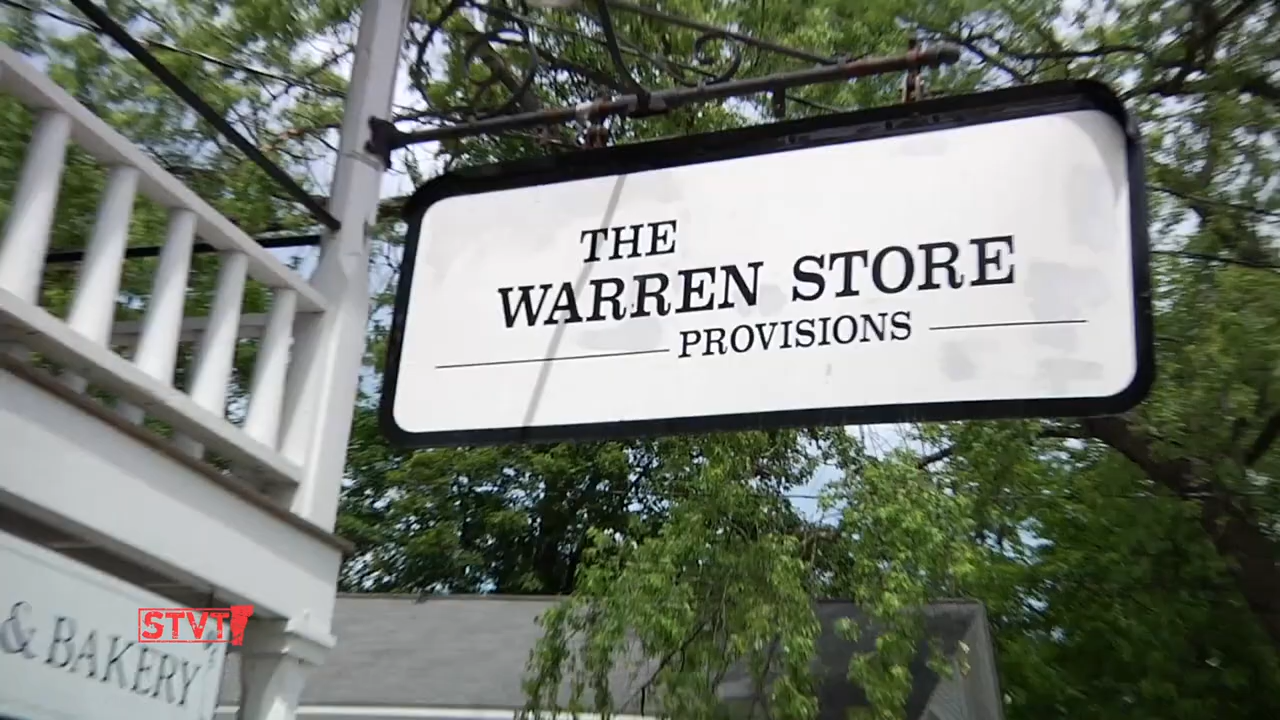 THE
WARREN STORE
PROVISIONS
& BAKERY
STVT